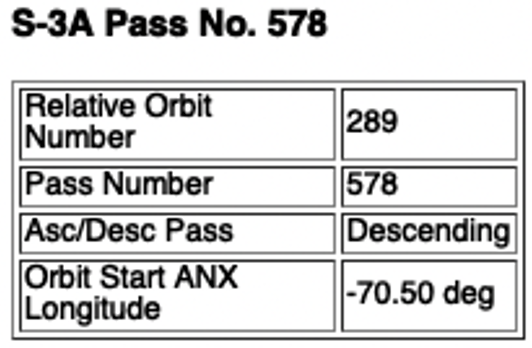 S-3A Pass No. 578
Relative Orbit
Number
289
Pass Number
578
Asc/Desc Pass
Descending
Orbit Start ANX
Longitude
-70.50 deg